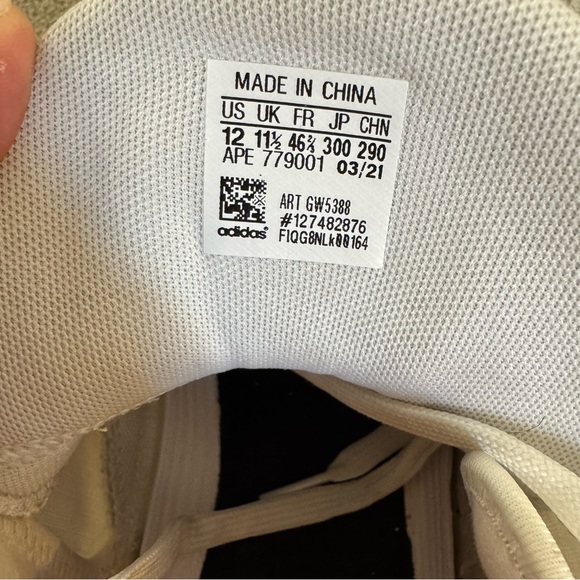 MADE IN CHINA
US UK FR JP CHN
12 11½ 46⅔ 300 290
APE 779001 03/21
ART GW5388
#127482876
adidas® FIQG8NLk00164